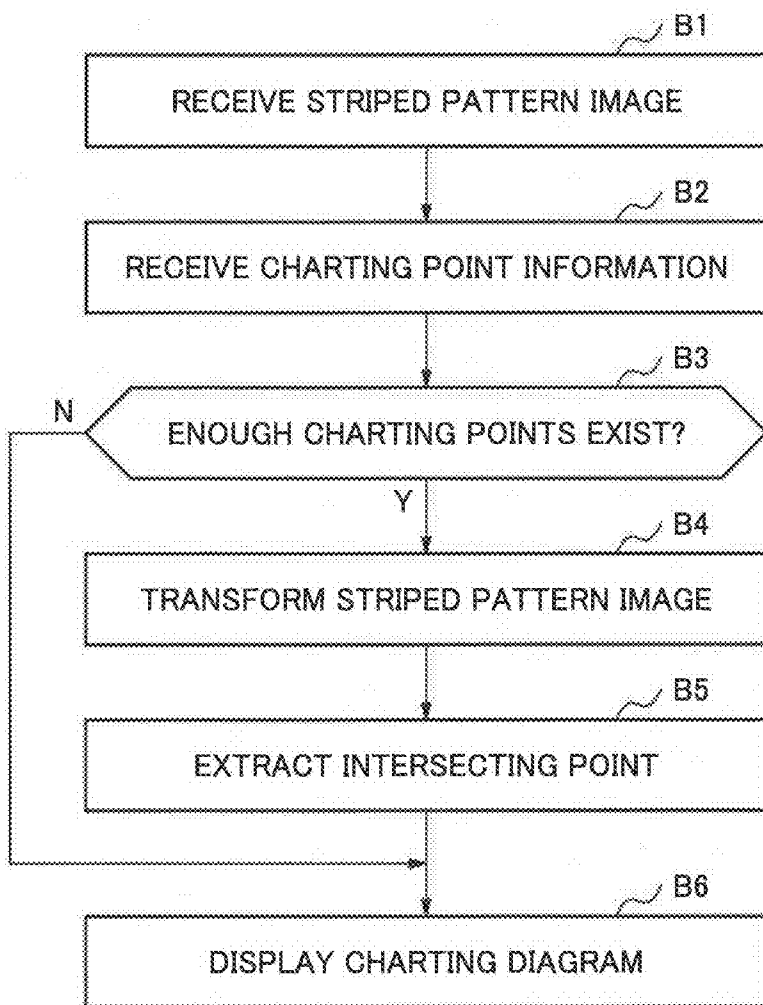 B1
RECEIVE STRIPED PATTERN IMAGE
B2
RECEIVE CHARTING POINT INFORMATION
B3
N
ENOUGH CHARTING POINTS EXIST?
Y
B4
TRANSFORM STRIPED PATTERN IMAGE
B5
EXTRACT INTERSECTING POINT
B6
DISPLAY CHARTING DIAGRAM